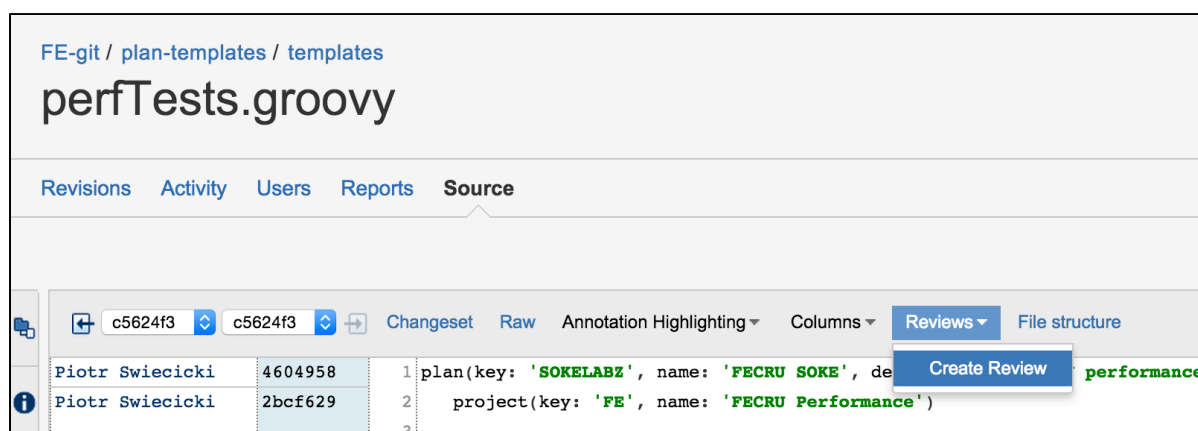 FE-git / plan-templates / templates
perfTests.groovy
Revisions Activity Users Reports Source
c5624f3 c5624f3 Changeset Raw Annotation Highlighting Columns Reviews File structure
Create Review
Piotr Swiecicki 4604958 1 plan(key: 'SOKELABZ', name: 'FECRU SOKE', de performance
Piotr Swiecicki 2bcf629 2 project(key: 'FE', name: 'FECRU Performance')